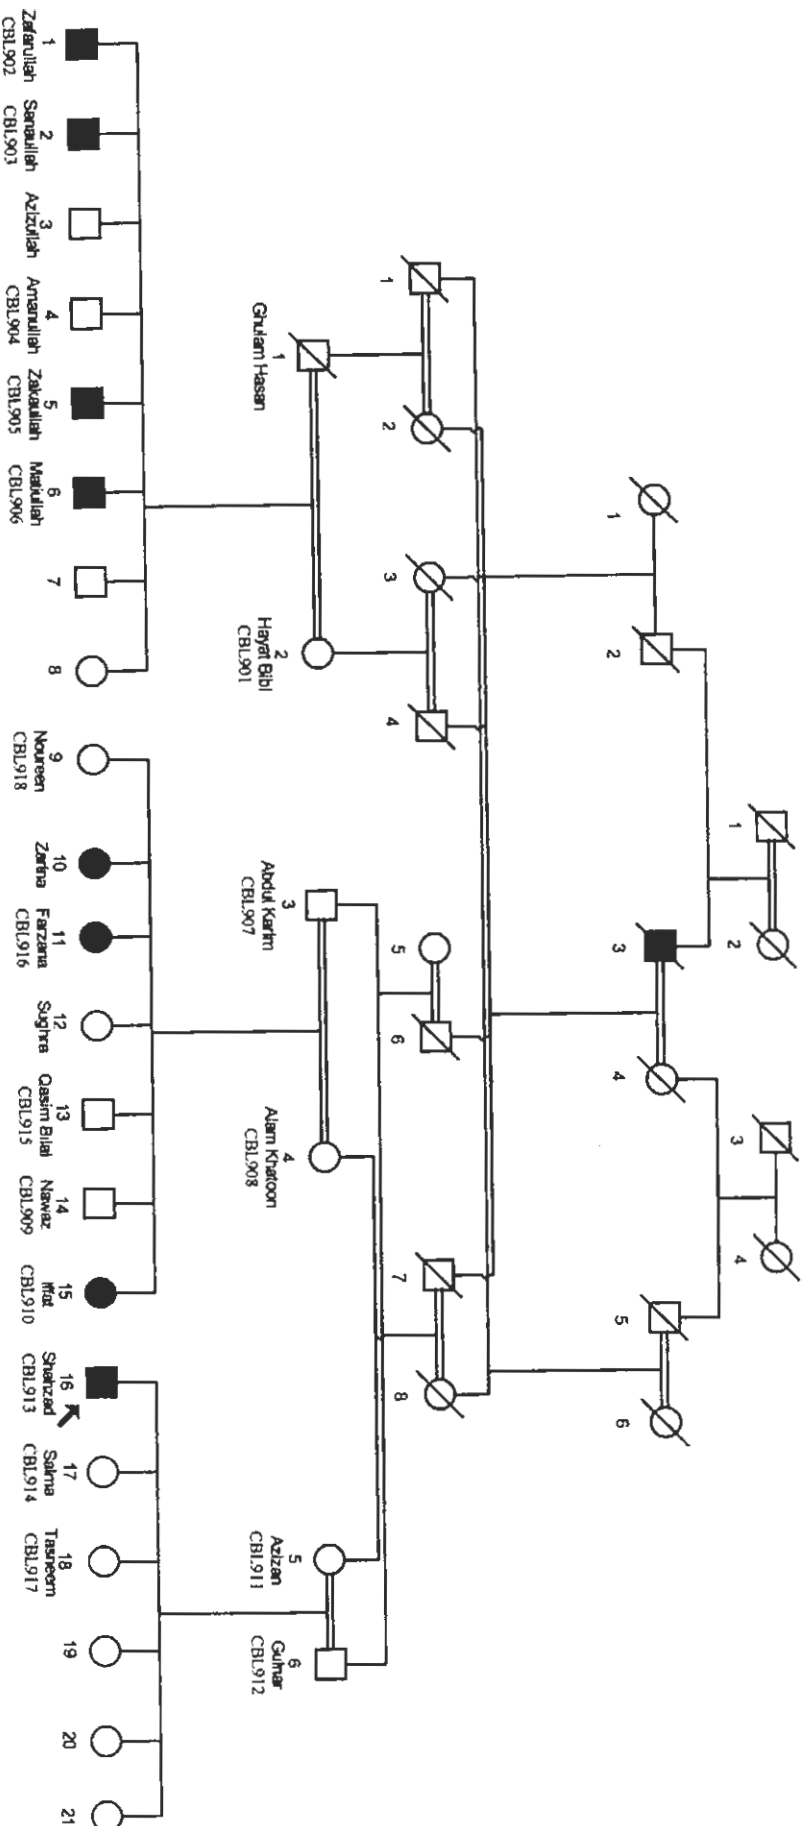 1
2
3
4
1
2
3
4
5
6
1
2
3
4
5
6
7
8
1
Ghulam Hasan
2
Hayat Bibi
CBL901
3
Abdul Karim
CBL907
4
Alam Khatoon
CBL908
5
Azizan
CBL911
6
Gulnar
CBL912
1
Zafarullah
CBL902
2
Sanaullah
CBL903
3
Azizullah
4
Amanullah
CBL904
5
Zakaullah
CBL905
6
Matiullah
CBL906
7
8
9
Noureen
CBL918
10
Zarina
11
Farzana
CBL916
12
Sughra
13
Qasim Bilal
CBL915
14
Nawaz
CBL909
15
Iffat
CBL910
16
Shahzad
CBL913
17
Salma
CBL914
18
Tasneem
CBL917
19
20
21